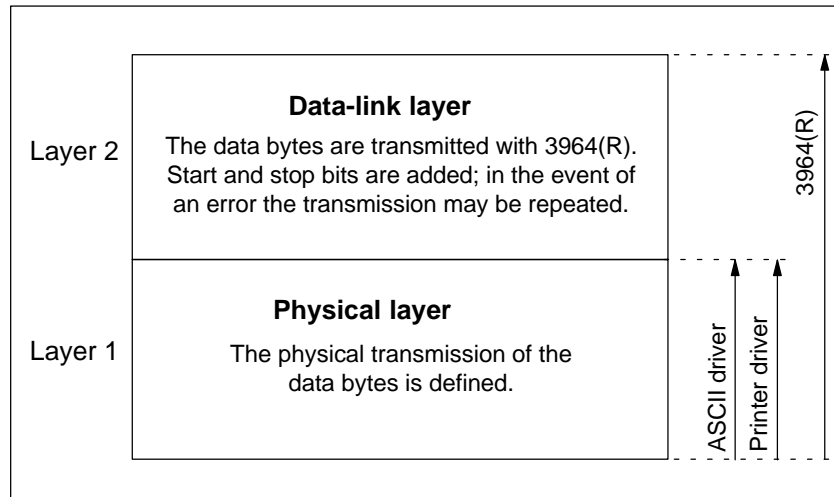 Data-link layer
Layer 2
The data bytes are transmitted with 3964(R).
Start and stop bits are added; in the event of
an error the transmission may be repeated.
3964(R)
Physical layer
Layer 1
The physical transmission of the
data bytes is defined.
ASCII driver
Printer driver